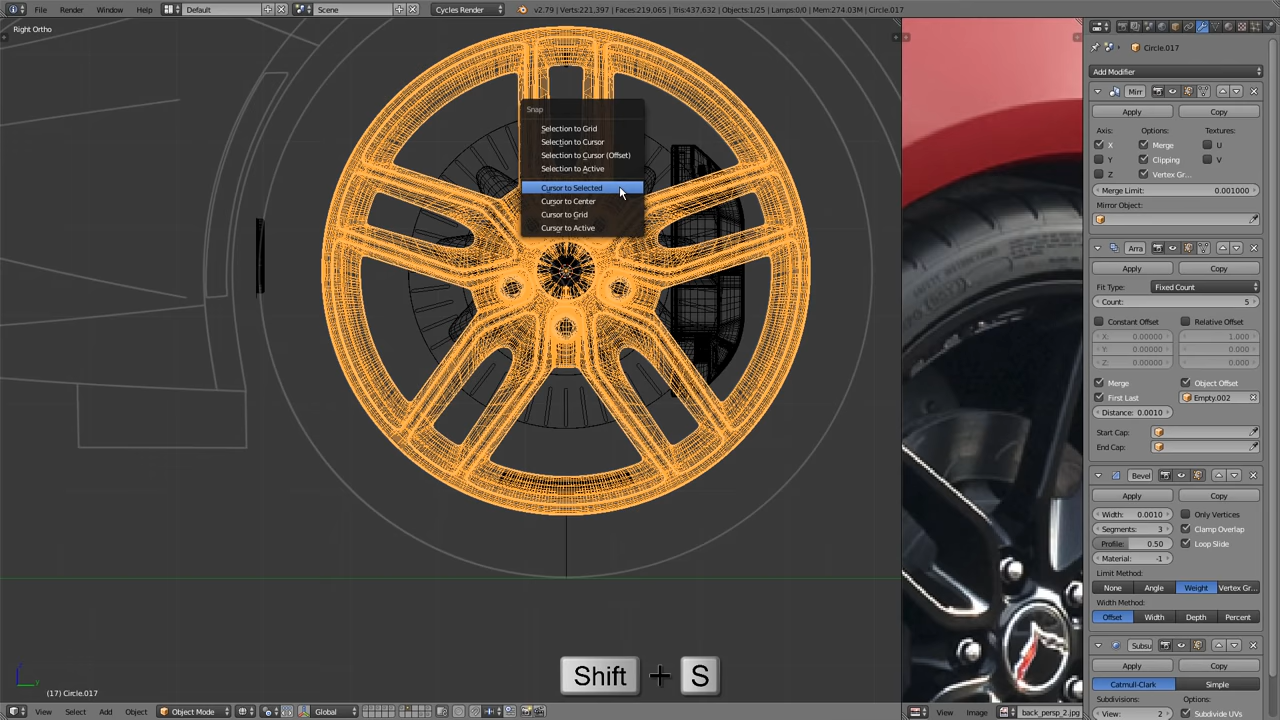 File Render Window Help Default Scene Cycles Render v2.79 | Verts:221,397 | Faces:219,065 | Tris:437,632 | Objects:1/25 | Lamps:0/0 | Mem:274.03M | Circle.017
Right Ortho
Snap
Selection to Grid
Selection to Cursor
Selection to Cursor (Offset)
Selection to Active
Cursor to Selected
Cursor to Center
Cursor to Grid
Cursor to Active
Shift + S
(17) Circle.017
View Select Add Object Object Mode Global
View Image back_persp_2.jpg
Circle.017
Add Modifier
Mirr
Apply Copy
Axis: Options: Textures:
X Merge U
Y Clipping V
Z Vertex Gr...
Merge Limit: 0.001000
Mirror Object:
Arra
Apply Copy
Fit Type: Fixed Count
Count: 5
Constant Offset Relative Offset
X: 0.00000 1.000
Y: 0.00000 0.000
Z: 0.00000 0.000
Merge Object Offset
First Last Empty.002
Distance: 0.0010
Start Cap:
End Cap:
Bevel
Apply Copy
Width: 0.0010 Only Vertices
Segments: 3 Clamp Overlap
Profile: 0.50 Loop Slide
Material: -1
Limit Method:
None Angle Weight Vertex Gr...
Width Method:
Offset Width Depth Percent
Subsu
Apply Copy
Catmull-Clark Simple
Subdivisions: Options:
View: 2 Subdivide UVs